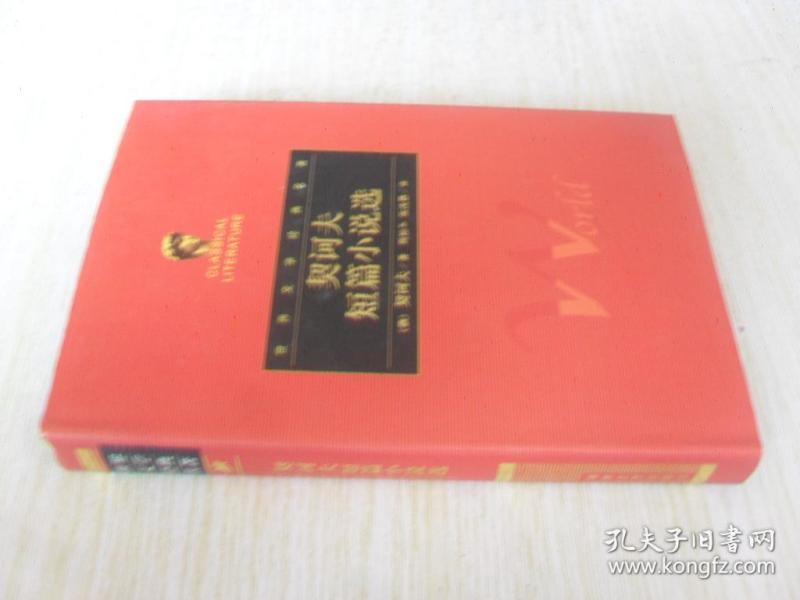 CLASSICAL
LITERATURE
世界文学经典名著
契诃夫
短篇小说选
契诃夫
World
契诃夫短篇小说选
孔夫子旧书网
www.kongfz.com